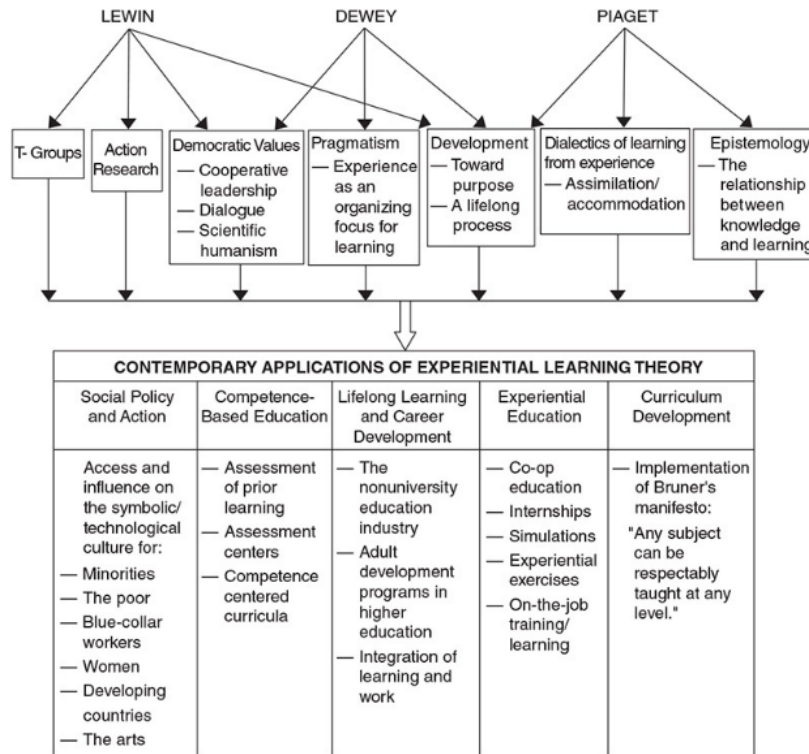 LEWIN
DEWEY
PIAGET
T- Groups
Action
Research
Democratic Values
— Cooperative
leadership
— Dialogue
— Scientific
humanism
Pragmatism
— Experience
as an
organizing
focus for
learning
Development
— Toward
purpose
— A lifelong
process
Dialectics of learning
from experience
— Assimilation/
accommodation
Epistemology
— The
relationship
between
knowledge
and learning
CONTEMPORARY APPLICATIONS OF EXPERIENTIAL LEARNING THEORY
Social Policy
and Action
Access and
influence on
the symbolic/
technological
culture for:
— Minorities
— The poor
— Blue-collar
workers
— Women
— Developing
countries
— The arts
Competence-
Based Education
— Assessment
of prior
learning
— Assessment
centers
— Competence
centered
curricula
Lifelong Learning
and Career
Development
— The
nonuniversity
education
industry
— Adult
development
programs in
higher
education
— Integration of
learning and
work
Experiential
Education
— Co-op
education
— Internships
— Simulations
— Experiential
exercises
— On-the-job
training/
learning
Curriculum
Development
— Implementation
of Bruner's
manifesto:
"Any subject
can be
respectably
taught at any
level."